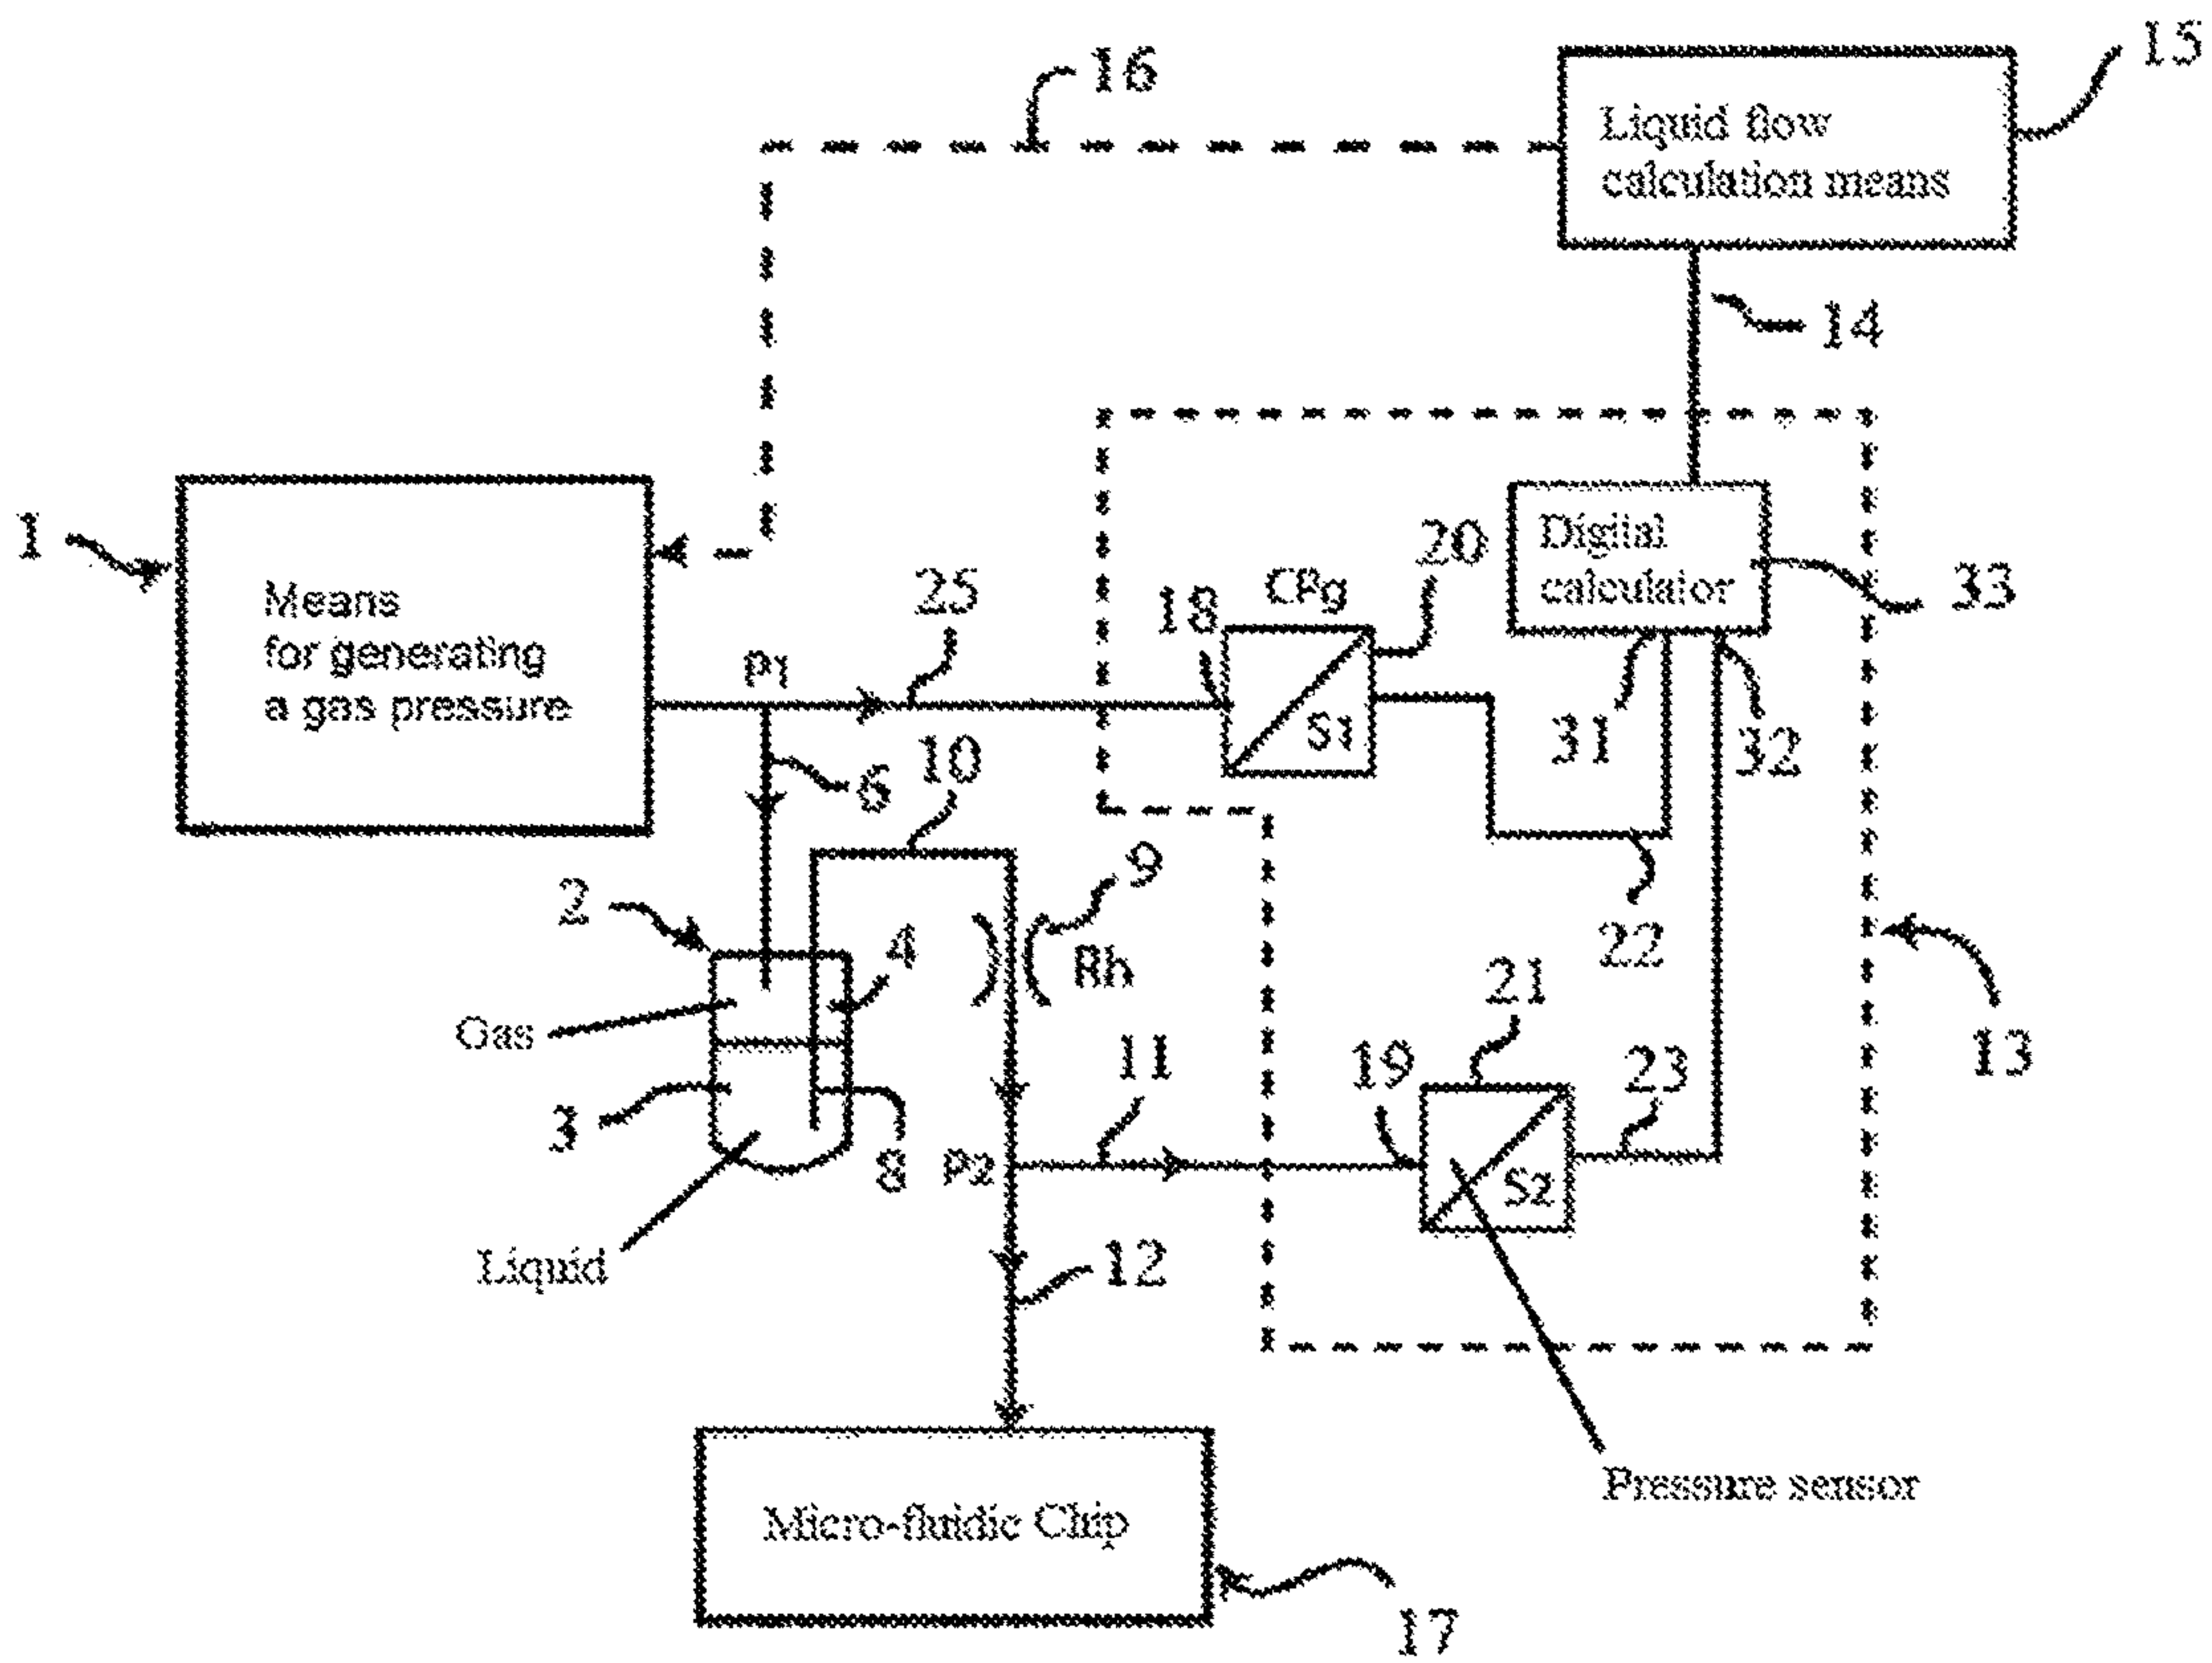 15
16
Liquid flow
calculation means
14
1
Means
for generating
a gas pressure
25
P1
18
CPg
20
S1
Digital
calculator
33
31
32
6
10
9
2
4
Rh
22
Gas
21
13
11
19
23
3
8
P2
S2
Liquid
12
Pressure sensor
Micro-fluidic Chip
17